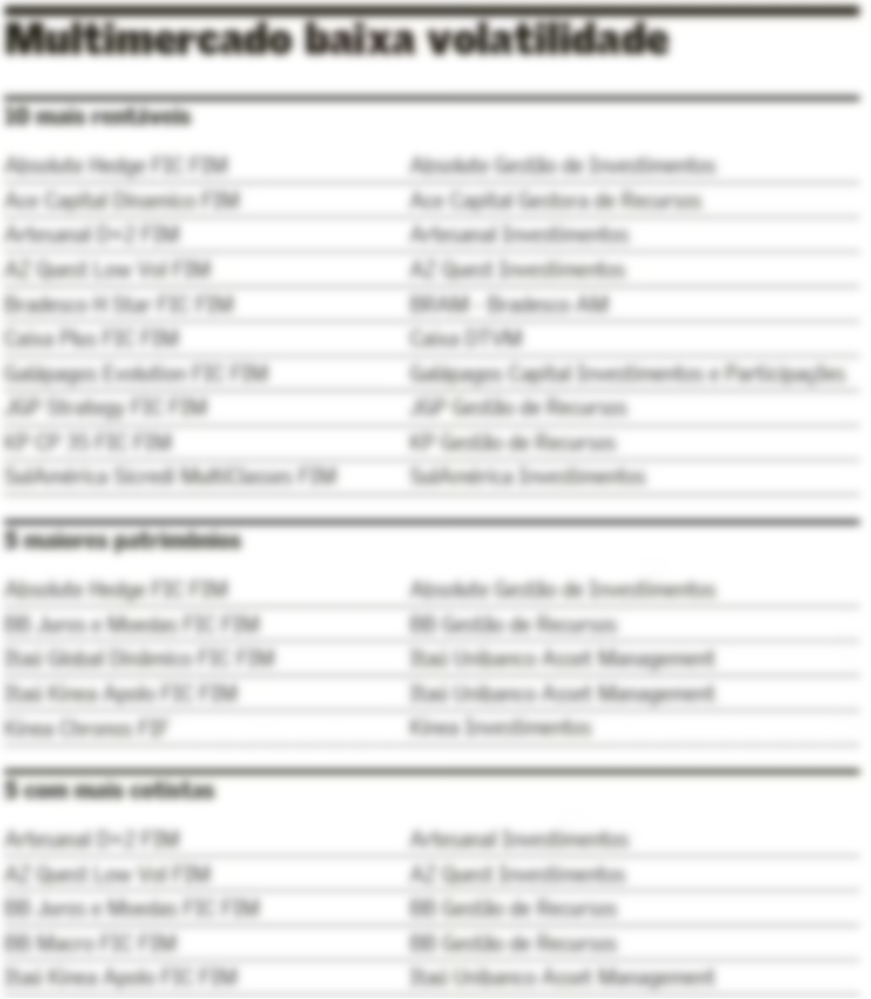 Multimercado baixa volatilidade
10 mais rentáveis
Absolute Hedge FIC FIM Absolute Gestão de Investimentos
Ace Capital Dinamico FIM Ace Capital Gestora de Recursos
Artesanal D+2 FIM Artesanal Investimentos
AZ Quest Low Vol FIM AZ Quest Investimentos
Bradesco H Star FIC FIM BRAM - Bradesco AM
Caixa Plus FIC FIM Caixa DTVM
Galápagos Evolution FIC FIM Galápagos Capital Investimentos e Participações
JGP Strategy FIC FIM JGP Gestão de Recursos
KP CP 35 FIC FIM KP Gestão de Recursos
SulAmérica Sicredi MultiClasses FIM SulAmérica Investimentos
5 maiores patrimônios
Absolute Hedge FIC FIM Absolute Gestão de Investimentos
BB Juros e Moedas FIC FIM BB Gestão de Recursos
Itaú Global Dinâmico FIC FIM Itaú Unibanco Asset Management
Itaú Kinea Apolo FIC FIM Itaú Unibanco Asset Management
Kinea Chronos FIF Kinea Investimentos
5 com mais cotistas
Artesanal D+2 FIM Artesanal Investimentos
AZ Quest Low Vol FIM AZ Quest Investimentos
BB Juros e Moedas FIC FIM BB Gestão de Recursos
BB Macro FIC FIM BB Gestão de Recursos
Itaú Kinea Apolo FIC FIM Itaú Unibanco Asset Management